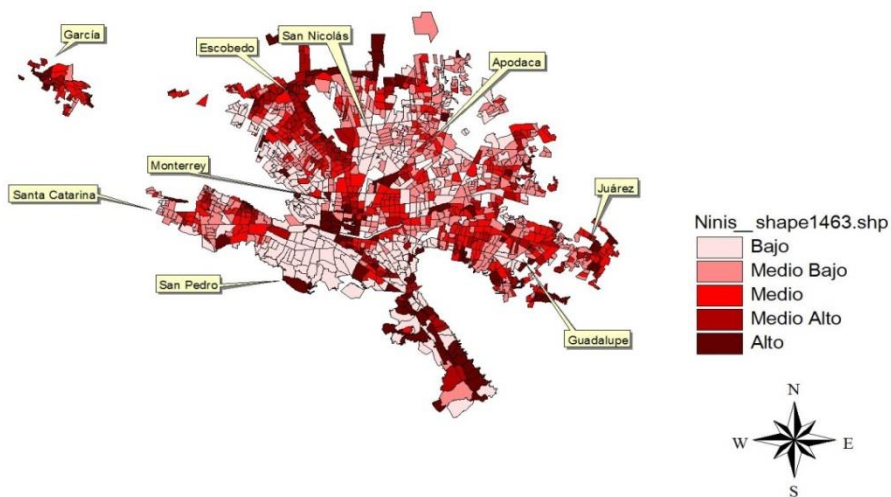 García
San Nicolás
Escobedo
Apodaca
Monterrey
Santa Catarina
Juárez
San Pedro
Guadalupe
Ninis__shape1463.shp
Bajo
Medio Bajo
Medio
Medio Alto
Alto
N
W E
S